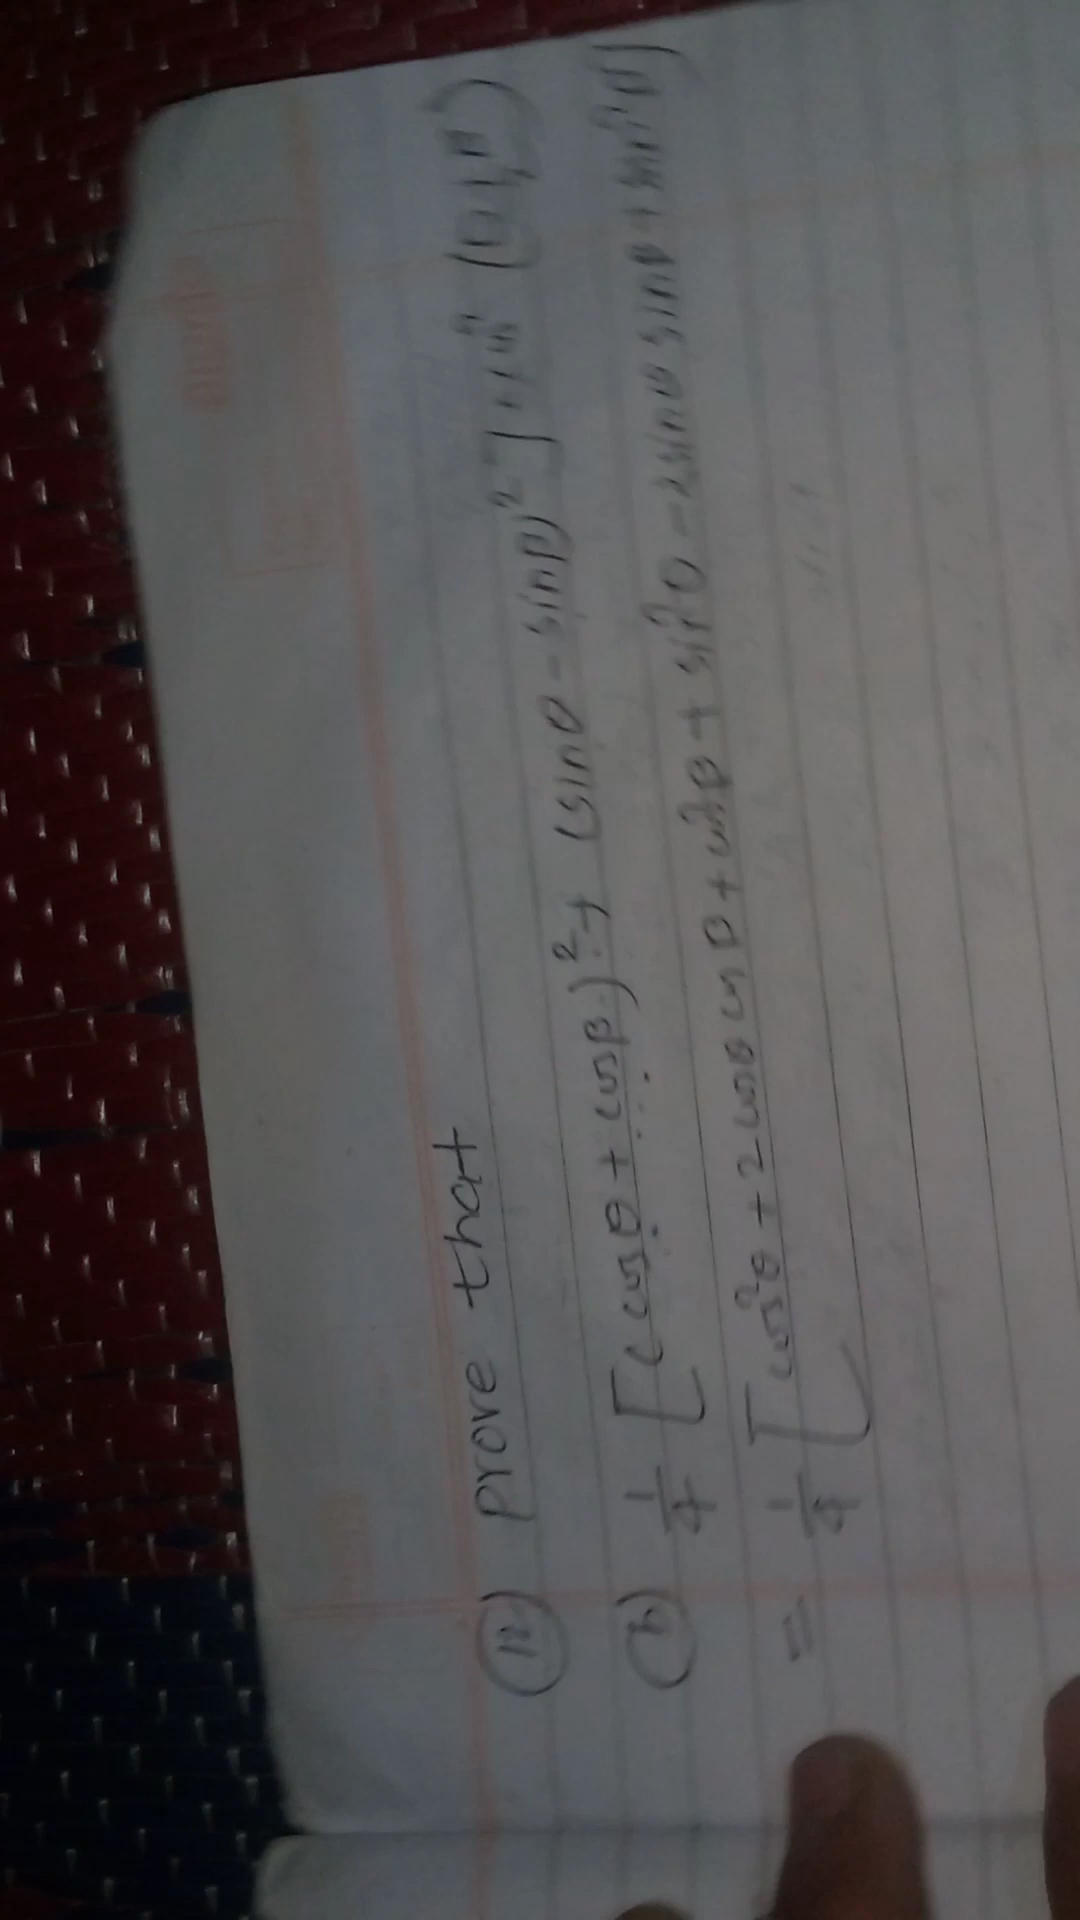 12) Prove that
b) 1/4 [(cosθ + cosβ)² + (sinθ - sinβ)²]
= 1/4 [cos²θ + 2cosθ cosβ + cos²β + sin²θ - 2sinθ sinβ + sin²β]